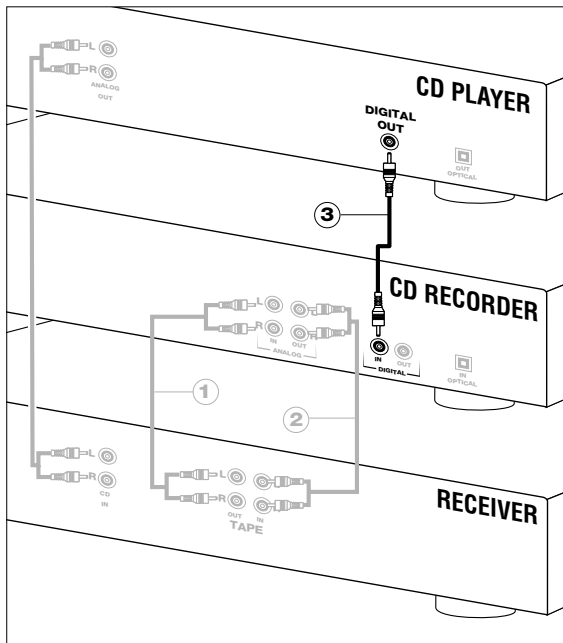 L
R
ANALOG
OUT
CD PLAYER
DIGITAL
OUT
OUT
OPTICAL
3
CD RECORDER
L
R
IN
OUT
ANALOG
L
R
IN
OUT
DIGITAL
IN
OPTICAL
1
2
L
R
CD
IN
L
R
OUT
IN
TAPE
RECEIVER